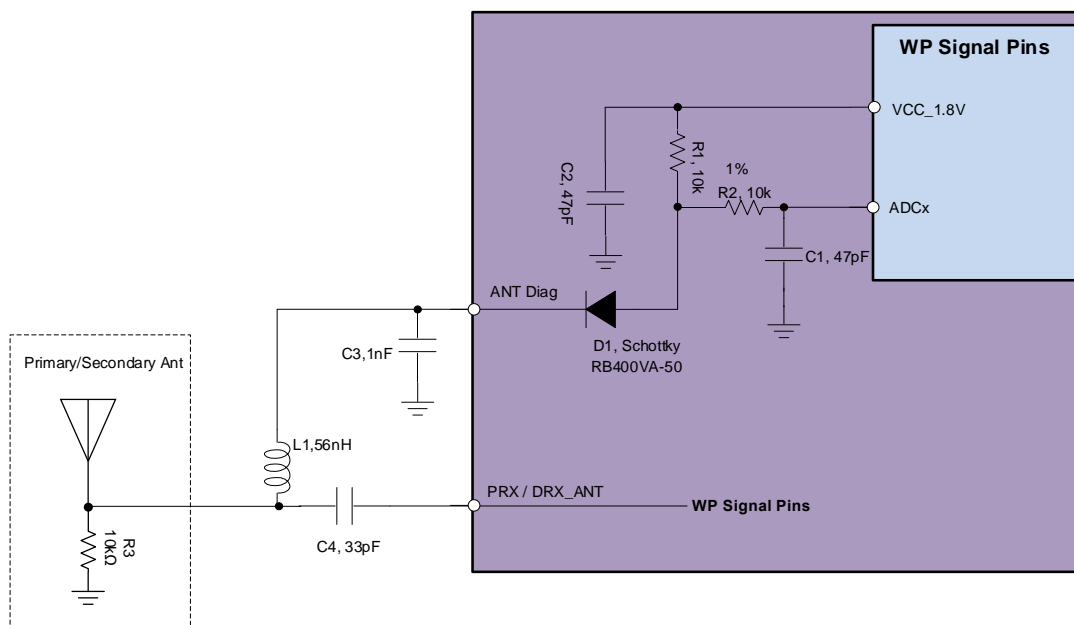 WP Signal Pins
VCC_1.8V
R1, 10k
C2, 47pF
1%
R2, 10k
ADCx
C1, 47pF
ANT Diag
D1, Schottky
RB400VA-50
C3,1nF
Primary/Secondary Ant
L1,56nH
PRX / DRX_ANT
WP Signal Pins
C4, 33pF
R3
10kΩ